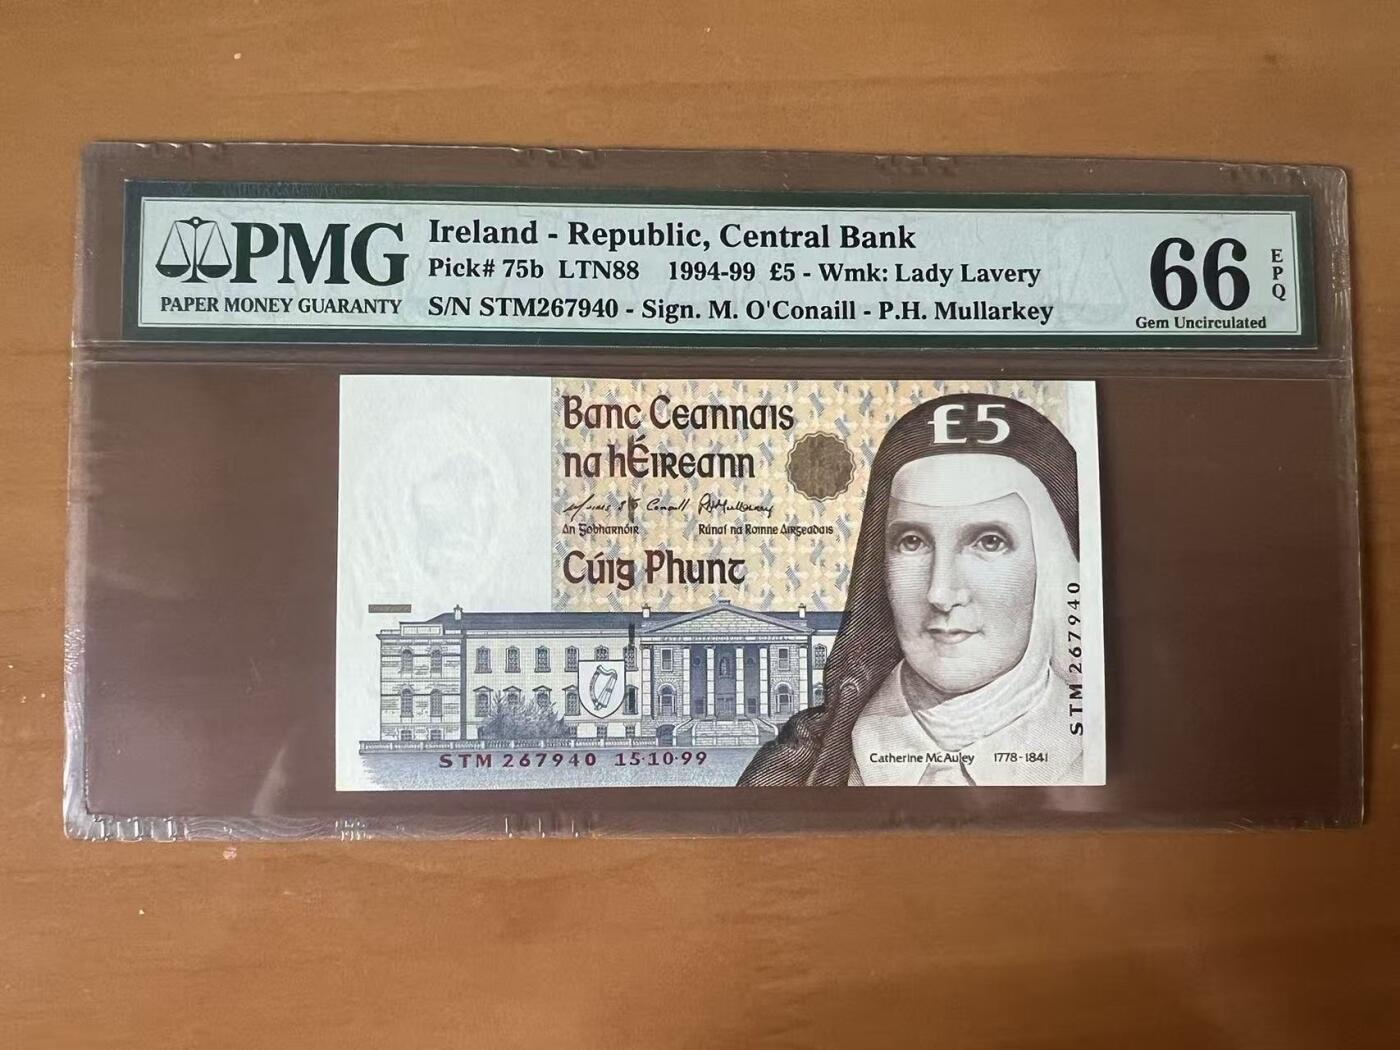 PMG
PAPER MONEY GUARANTY
Ireland - Republic, Central Bank
Pick# 75b LTN88 1994-99 £5 - Wmk: Lady Lavery
S/N STM267940 - Sign. M. O'Conaill - P.H. Mullarkey
66
EPQ
Gem Uncirculated
£5
Banc Ceannais
na hÉireann
An Gobharnóir
Rúnaí na Roinne Airgeadais
Cúig Phunt
STM 267940
STM 267940 15·10·99
Catherine McAuley 1778-1841